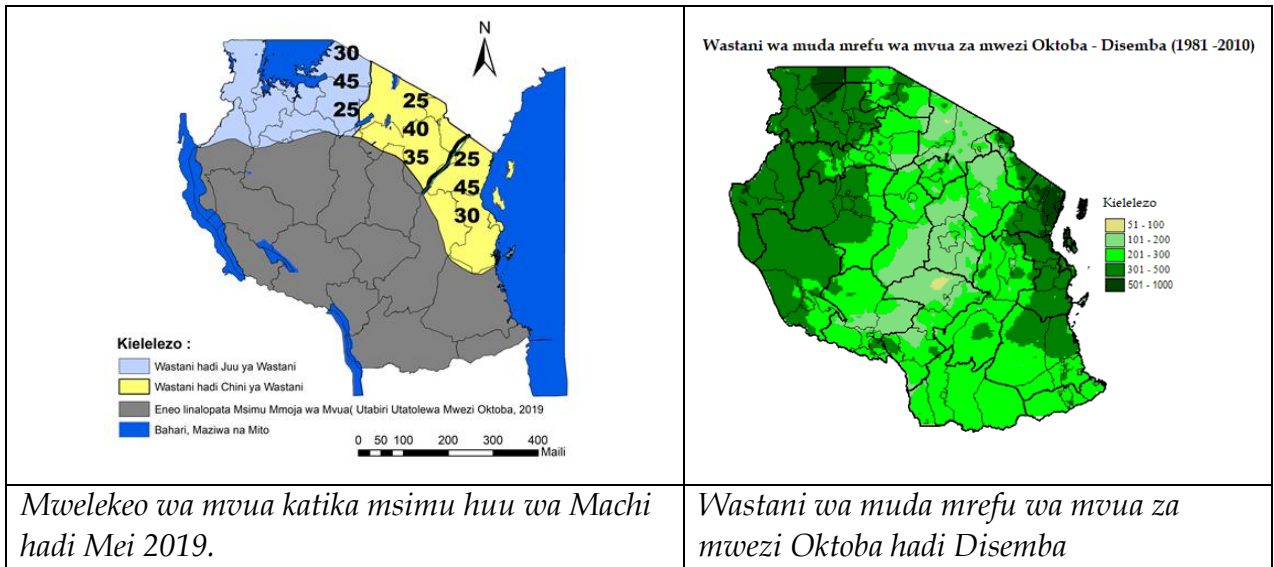 N
30
45
25
25
40
35
25
45
30
Kielelezo :
Wastani hadi Juu ya Wastani
Wastani hadi Chini ya Wastani
Eneo linalopata Msimu Mmoja wa Mvua( Utabiri Utatolewa Mwezi Oktoba, 2019
Bahari, Maziwa na Mito
0 50 100 200 300 400
Maili
Wastani wa muda mrefu wa mvua za mwezi Oktoba - Disemba (1981 -2010)
Kielelezo
51 - 100
101 - 200
201 - 300
301 - 500
501 - 1000
Mwelekeo wa mvua katika msimu huu wa Machi
hadi Mei 2019.
Wastani wa muda mrefu wa mvua za
mwezi Oktoba hadi Disemba